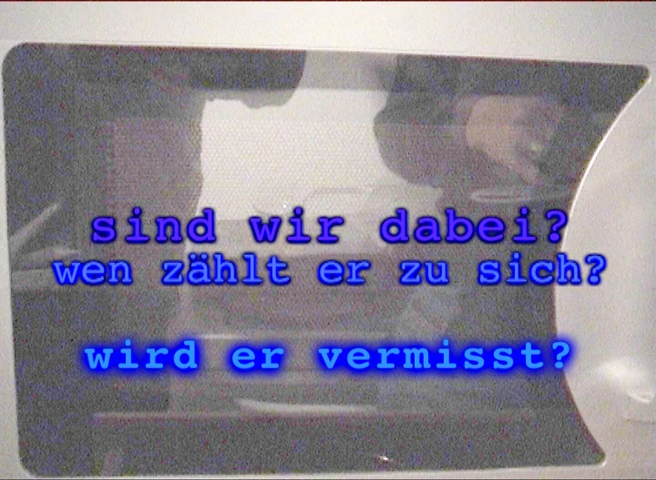 sind wir dabei?
wen zählt er zu sich?
wird er vermisst?